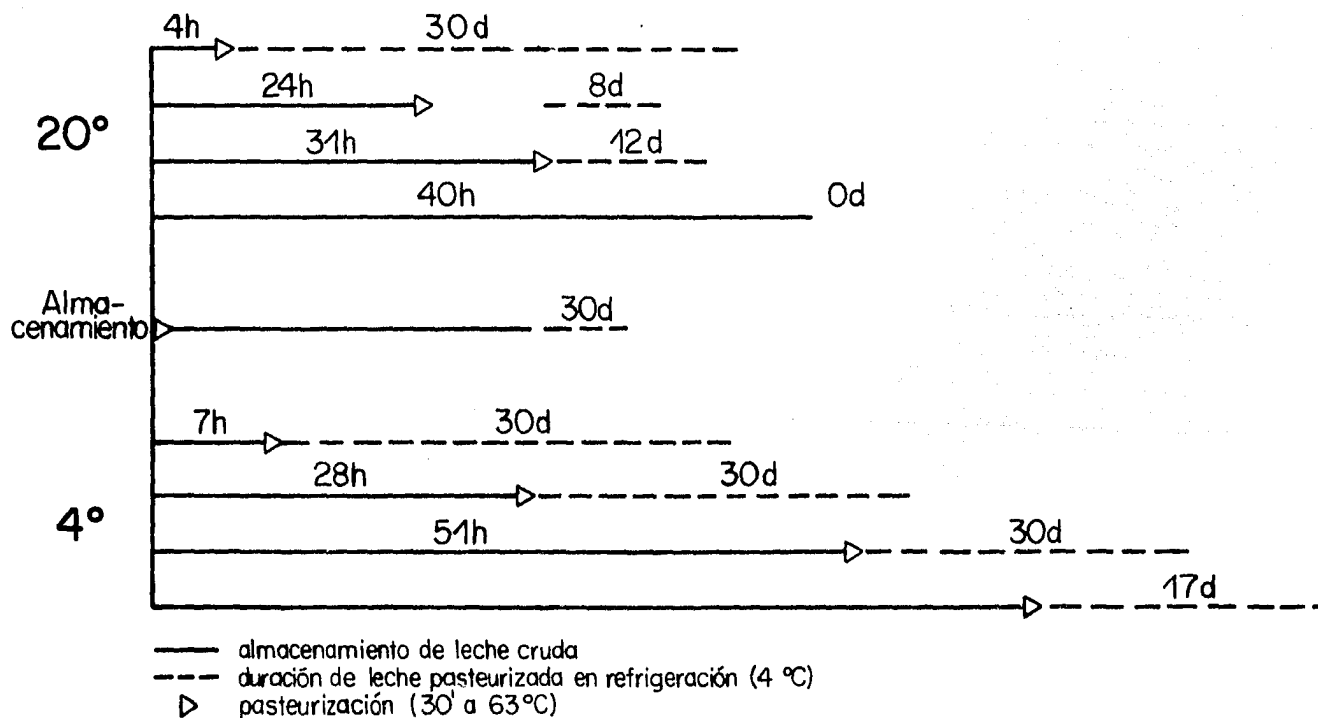 4h 30d
24h 8d
20°
31h 12d
40h 0d
Alma-
cenamiento
30d
7h 30d
28h 30d
4°
51h 30d
17d
almacenamiento de leche cruda
duración de leche pasteurizada en refrigeración (4 °C)
pasteurización (30' a 63°C)